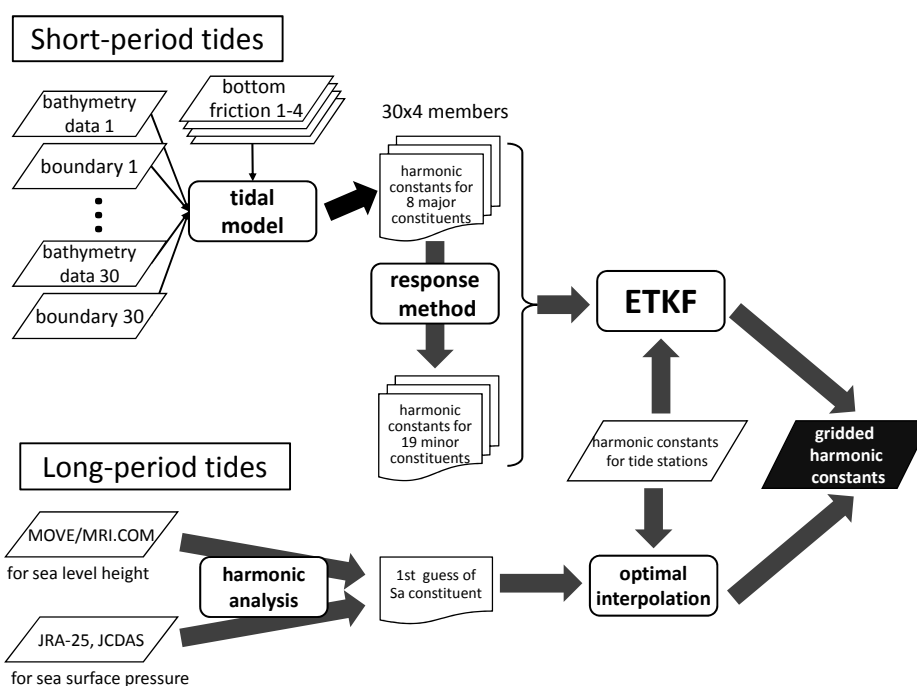 Short-period tides
bathymetry
data 1
boundary 1
bathymetry
data 30
boundary 30
bottom
friction 1-4
tidal
model
30x4 members
harmonic
constants for
8 major
constituents
response
method
harmonic
constants for
19 minor
constituents
ETKF
harmonic constants
for tide stations
gridded
harmonic
constants
Long-period tides
MOVE/MRI.COM
for sea level height
JRA-25, JCDAS
for sea surface pressure
harmonic
analysis
1st guess of
Sa constituent
optimal
interpolation